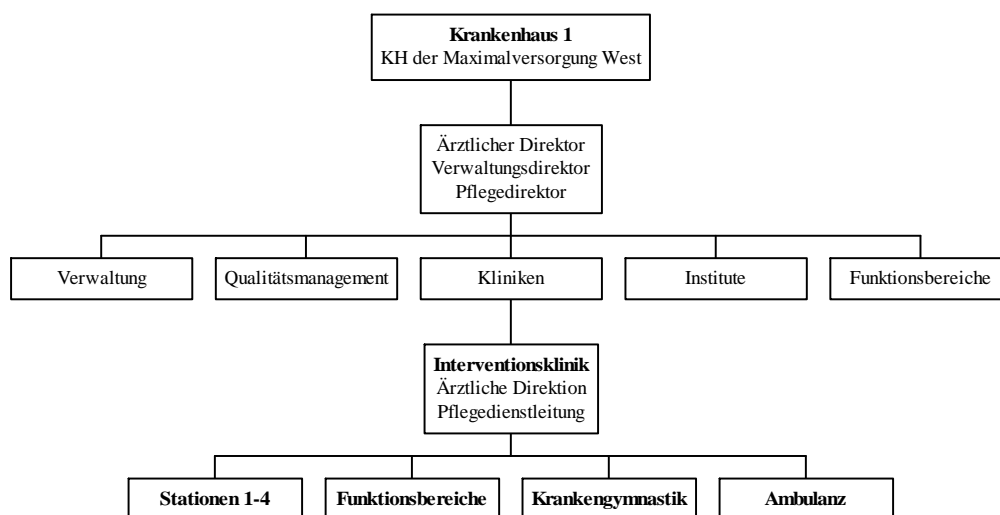 Krankenhaus 1
KH der Maximalversorgung West
Ärztlicher Direktor
Verwaltungsdirektor
Pflegedirektor
Verwaltung
Qualitätsmanagement
Kliniken
Institute
Funktionsbereiche
Interventionsklinik
Ärztliche Direktion
Pflegedienstleitung
Stationen 1-4
Funktionsbereiche
Krankengymnastik
Ambulanz